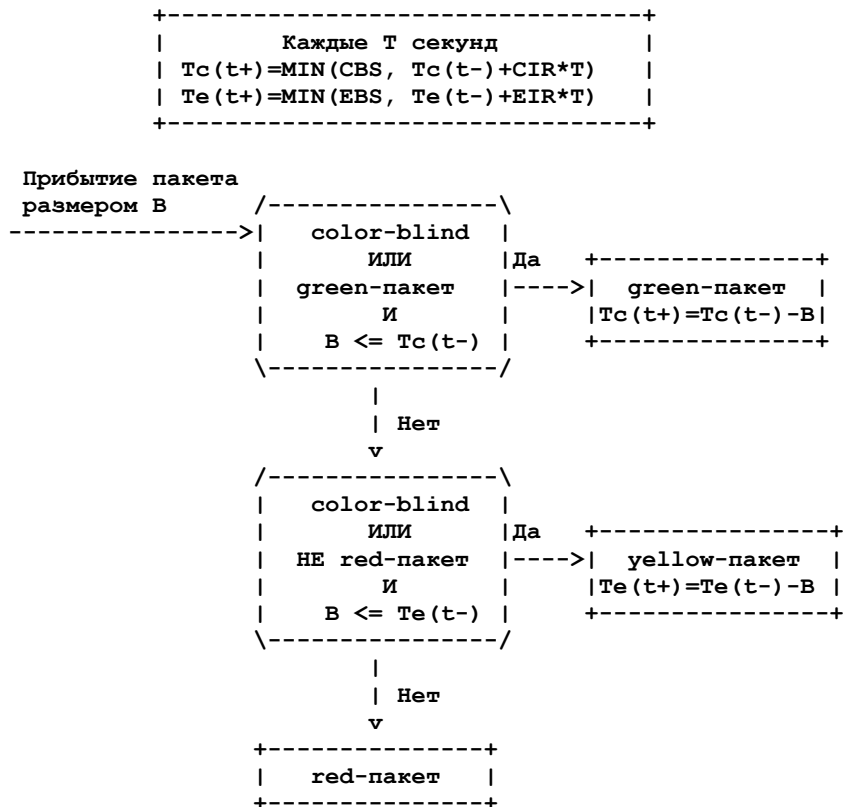 Каждые T секунд
Tc(t+)=MIN(CBS, Tc(t-)+CIR*T)
Te(t+)=MIN(EBS, Te(t-)+EIR*T)
Прибытие пакета
размером B
color-blind
ИЛИ
green-пакет
И
B <= Tc(t-)
Да
green-пакет
Tc(t+)=Tc(t-)-B
Нет
color-blind
ИЛИ
НЕ red-пакет
И
B <= Te(t-)
Да
yellow-пакет
Te(t+)=Te(t-)-B
Нет
red-пакет